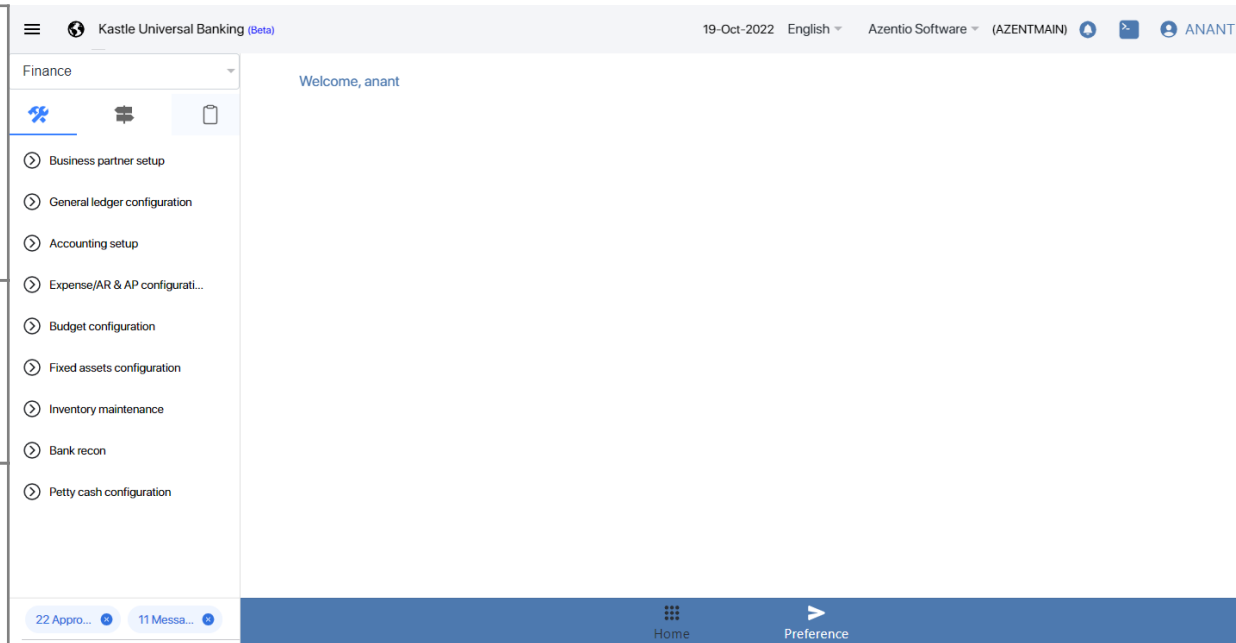 Kastle Universal Banking (Beta) 19-Oct-2022 English Azentio Software (AZENTMAIN) ANANT
Finance
Welcome, anant
Business partner setup
General ledger configuration
Accounting setup
Expense/AR & AP configurati...
Budget configuration
Fixed assets configuration
Inventory maintenance
Bank recon
Petty cash configuration
22 Appro... 11 Messa...
Home Preference